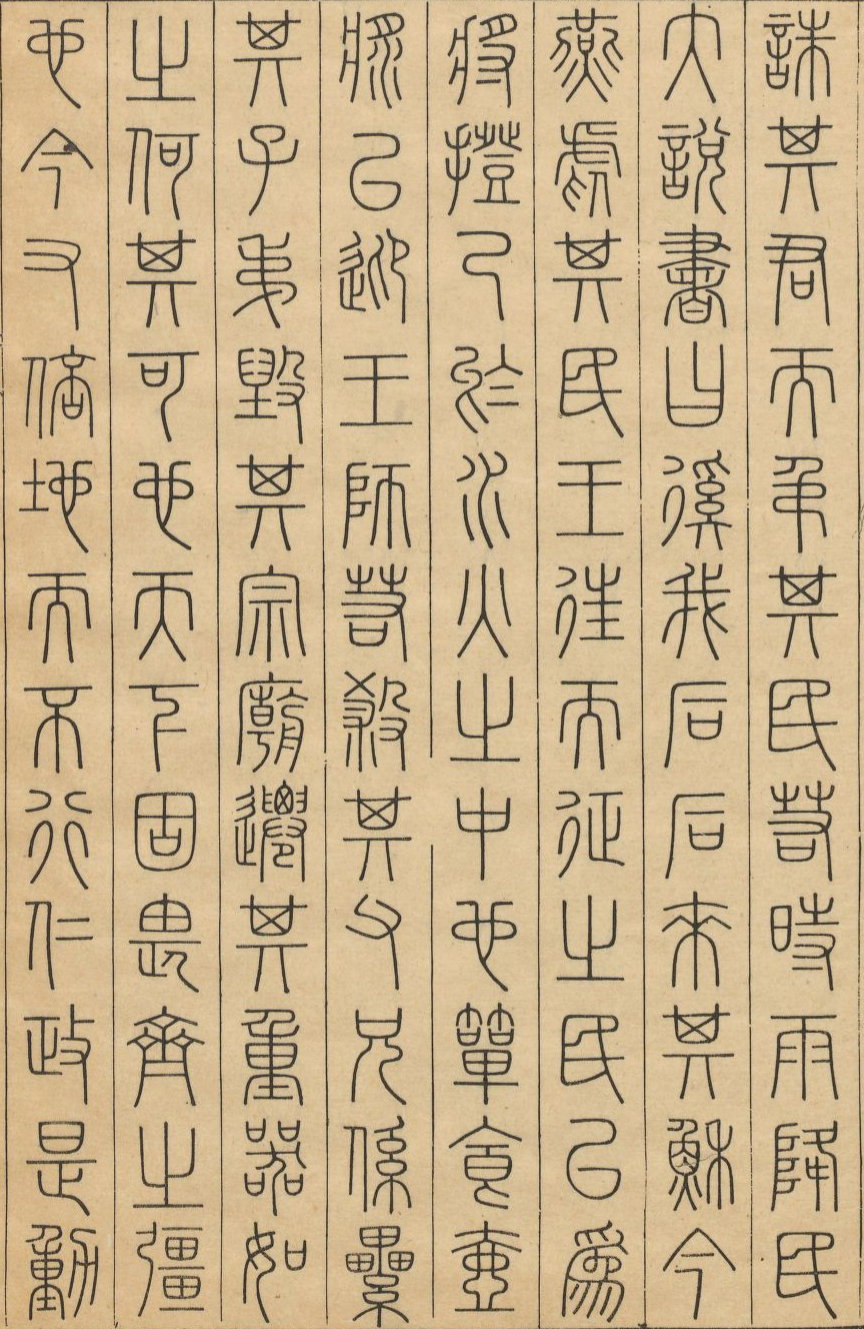 誅其君而弔其民若時雨降民
大說書曰徯我后后來其穌今
燕虐其民王往而征之民以爲
將撜己於水火之中也簞食壺
漿以迎王師若殺其父兄係纍
其子弟毀其宗廟遷其重器如
之何其可也天下固畏齊之彊
也今又倍地而不行仁政是動